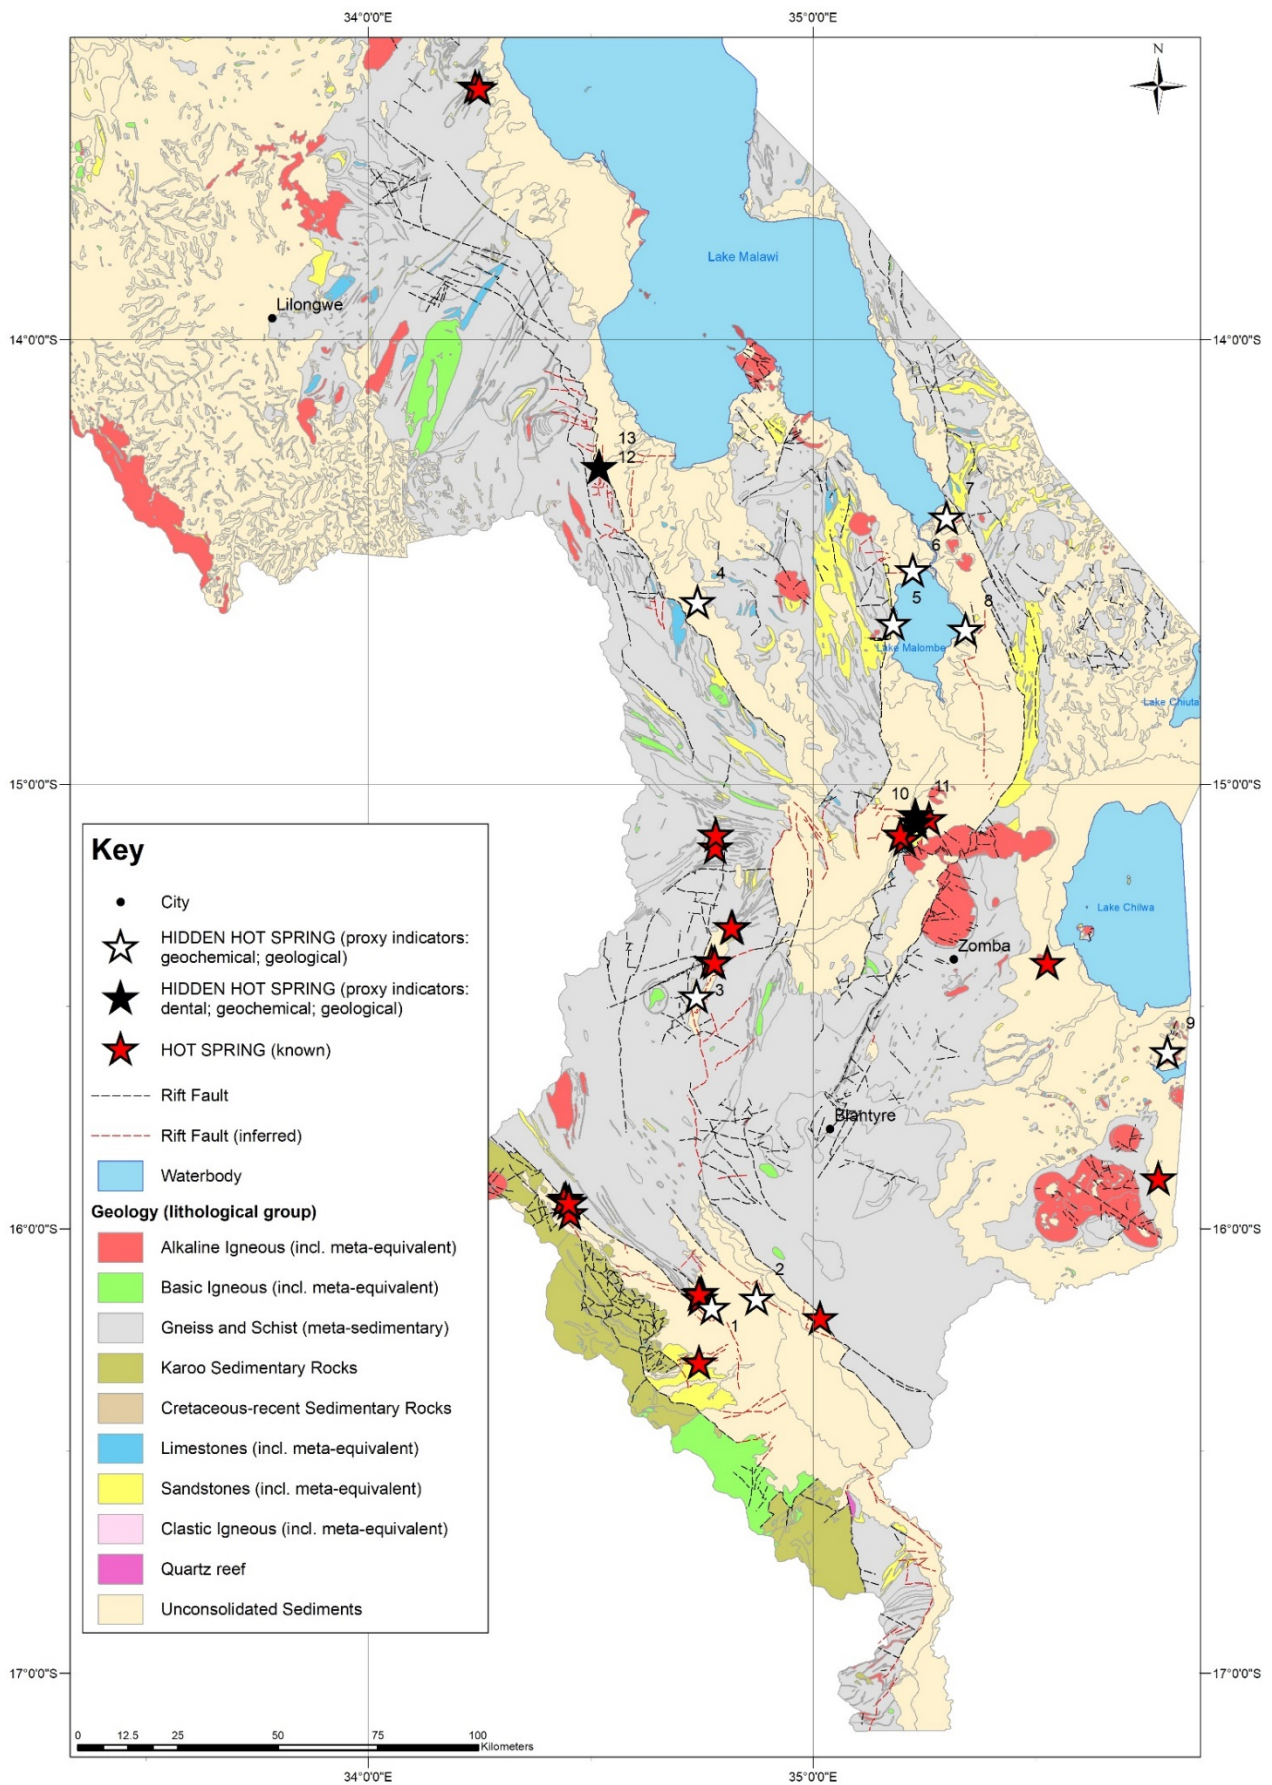 34°0'0"E
35°0'0"E
N
Lake Malawi
Lilongwe
14°0'0"S
14°0'0"S
13
12
7
6
4
5
8
Lake Malombe
Lake Chiuta
15°0'0"S
15°0'0"S
10
11
Lake Chilwa
Zomba
3
9
Blantyre
16°0'0"S
16°0'0"S
2
1
17°0'0"S
17°0'0"S
Key
City
HIDDEN HOT SPRING (proxy indicators:
geochemical; geological)
HIDDEN HOT SPRING (proxy indicators:
dental; geochemical; geological)
HOT SPRING (known)
Rift Fault
Rift Fault (inferred)
Waterbody
Geology (lithological group)
Alkaline Igneous (incl. meta-equivalent)
Basic Igneous (incl. meta-equivalent)
Gneiss and Schist (meta-sedimentary)
Karoo Sedimentary Rocks
Cretaceous-recent Sedimentary Rocks
Limestones (incl. meta-equivalent)
Sandstones (incl. meta-equivalent)
Clastic Igneous (incl. meta-equivalent)
Quartz reef
Unconsolidated Sediments
0 12.5 25 50 75 100
Kilometers
34°0'0"E
35°0'0"E